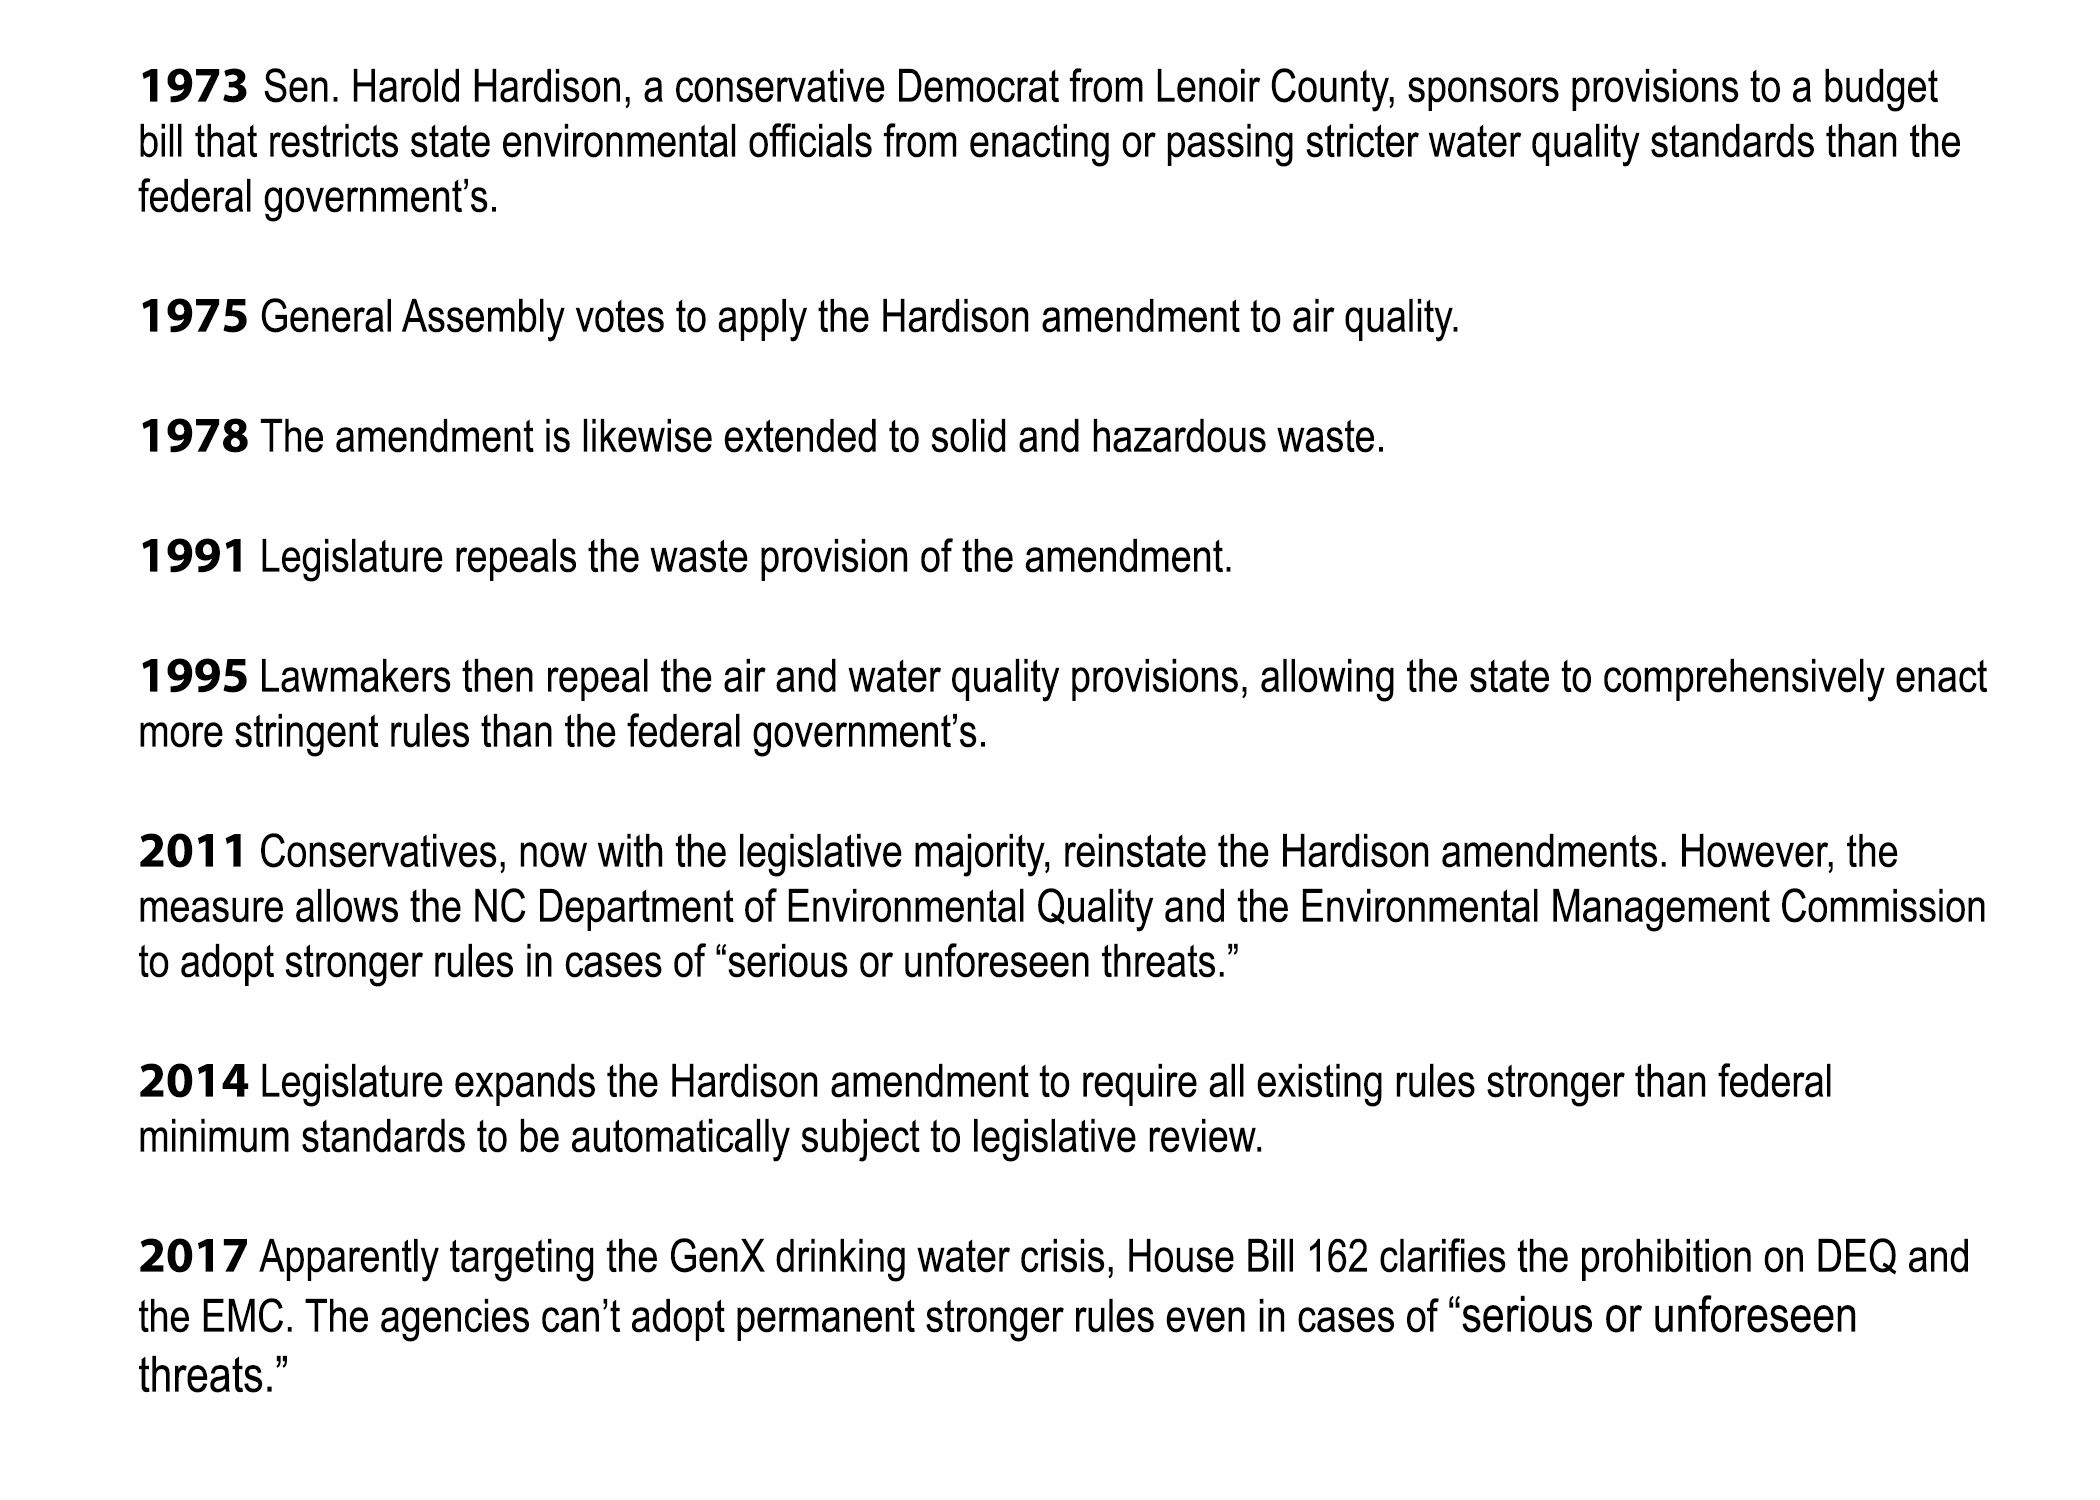 1973 Sen. Harold Hardison, a conservative Democrat from Lenoir County, sponsors provisions to a budget
bill that restricts state environmental officials from enacting or passing stricter water quality standards than the
federal government’s.
1975 General Assembly votes to apply the Hardison amendment to air quality.
1978 The amendment is likewise extended to solid and hazardous waste.
1991 Legislature repeals the waste provision of the amendment.
1995 Lawmakers then repeal the air and water quality provisions, allowing the state to comprehensively enact
more stringent rules than the federal government’s.
2011 Conservatives, now with the legislative majority, reinstate the Hardison amendments. However, the
measure allows the NC Department of Environmental Quality and the Environmental Management Commission
to adopt stronger rules in cases of “serious or unforeseen threats.”
2014 Legislature expands the Hardison amendment to require all existing rules stronger than federal
minimum standards to be automatically subject to legislative review.
2017 Apparently targeting the GenX drinking water crisis, House Bill 162 clarifies the prohibition on DEQ and
the EMC. The agencies can’t adopt permanent stronger rules even in cases of “serious or unforeseen
threats.”